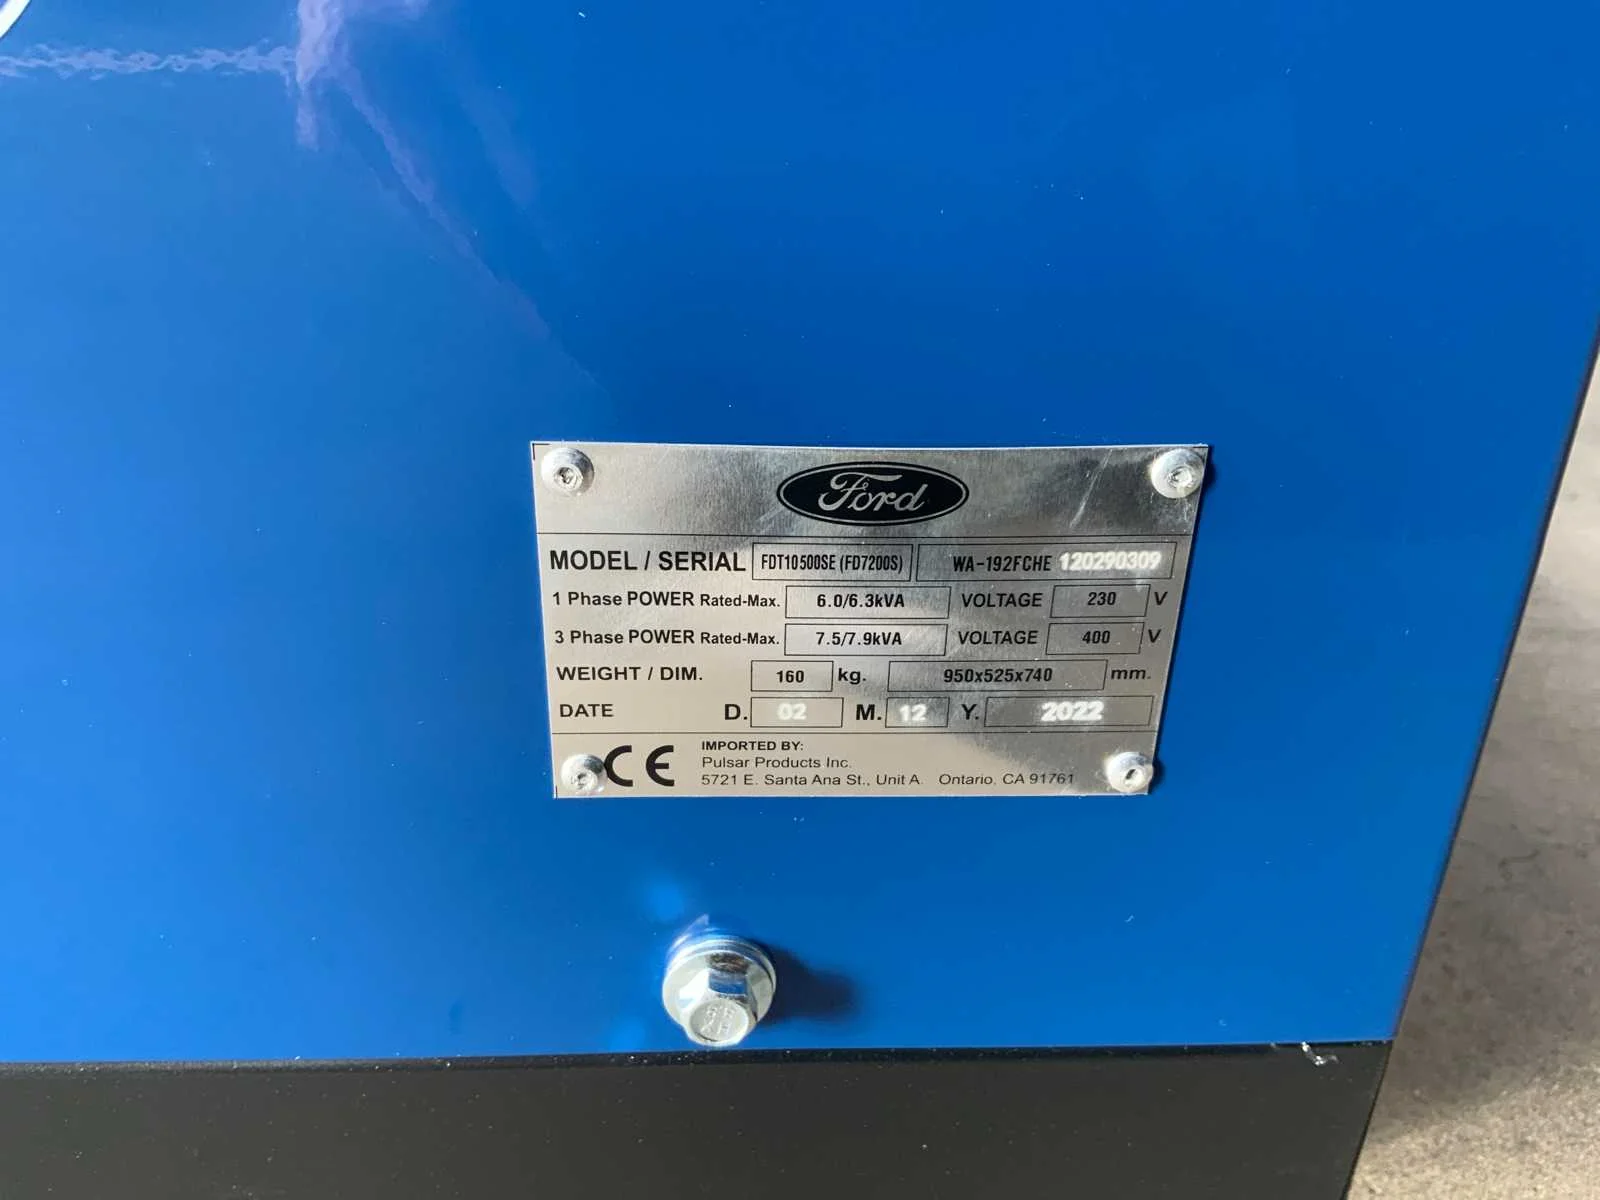 Ford
MODEL / SERIAL FDT10500SE (FD7200S) WA-192FCHE 120290309
1 Phase POWER Rated-Max. 6.0/6.3kVA VOLTAGE 230 V
3 Phase POWER Rated-Max. 7.5/7.9kVA VOLTAGE 400 V
WEIGHT / DIM. 160 kg. 950x525x740 mm.
DATE D. 02 M. 12 Y. 2022
CE IMPORTED BY:
Pulsar Products Inc.
5721 E. Santa Ana St., Unit A. Ontario, CA 91761